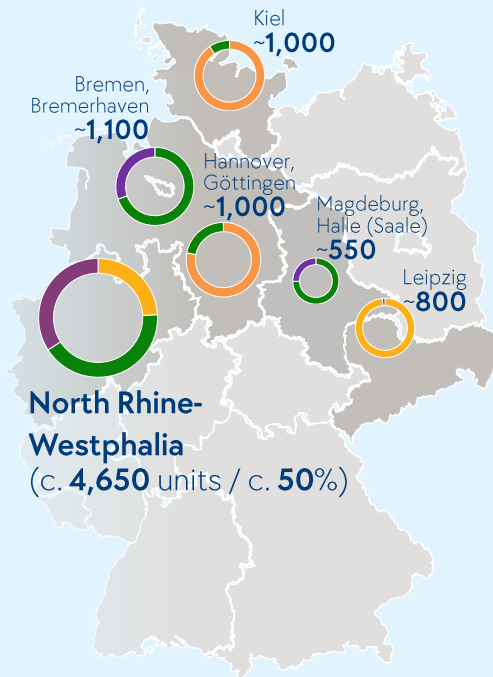 Kiel
~1,000
Bremen,
Bremerhaven
~1,100
Hannover,
Göttingen
~1,000
Magdeburg,
Halle (Saale)
~550
Leipzig
~800
North Rhine-
Westphalia
(c. 4,650 units / c. 50%)